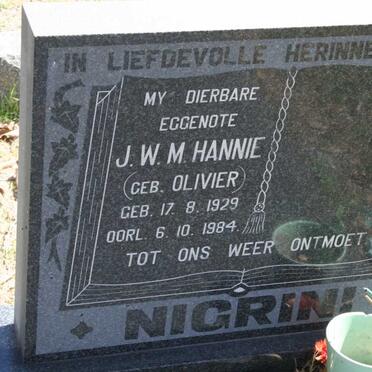 IN LIEFDEVOLLE HERINNE
MY DIERBARE
EGGENOTE
J. W. M. HANNIE
(GEB. OLIVIER)
GEB. 17. 8. 1929
OORL. 6. 10. 1984
TOT ONS WEER ONTMOET
NIGRINI